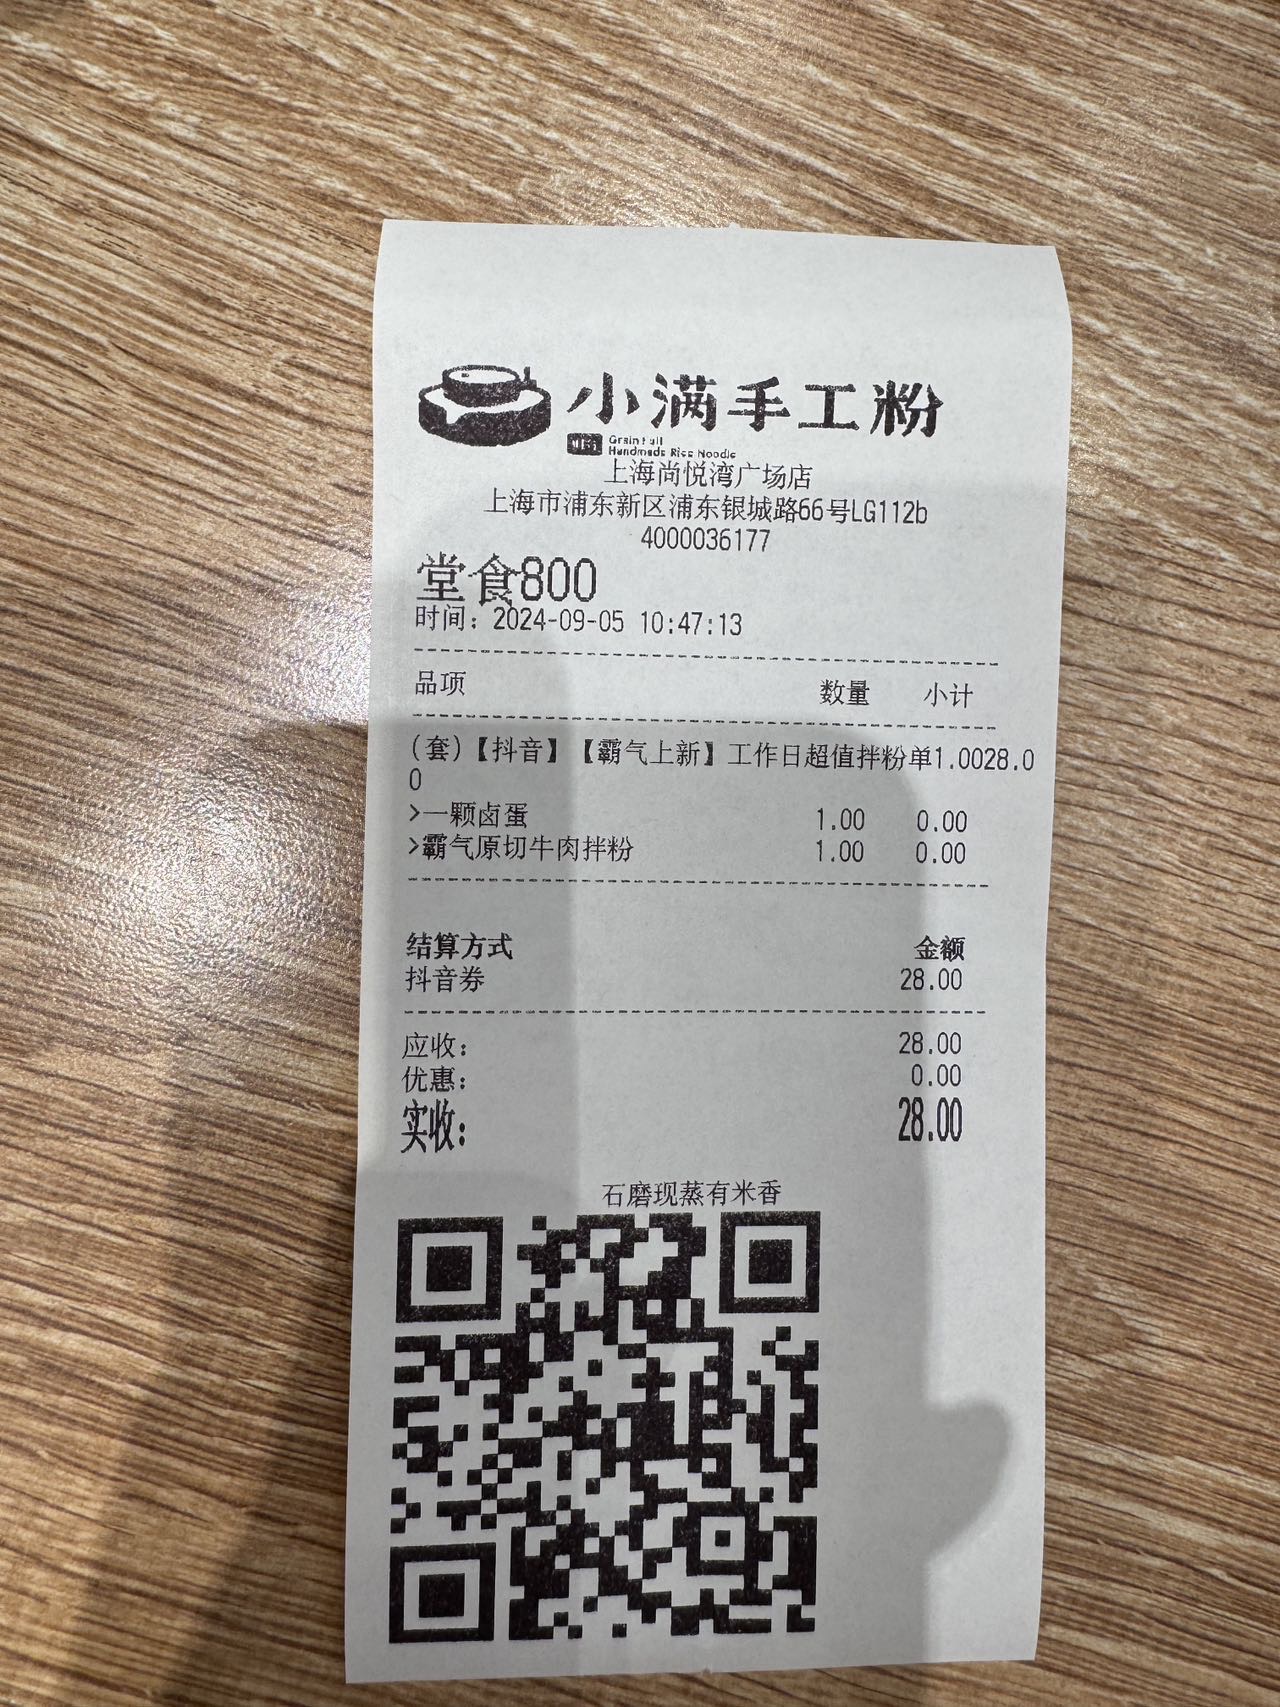 小满手工粉
Grain Full
Handmade Rice Noodle
上海尚悦湾广场店
上海市浦东新区浦东银城路66号LG112b
4000036177
堂食800
时间：2024-09-05 10:47:13
品项 数量 小计
(套)【抖音】【霸气上新】工作日超值拌粉单1.0028.0
0
>一颗卤蛋 1.00 0.00
>霸气原切牛肉拌粉 1.00 0.00
结算方式 金额
抖音券 28.00
应收： 28.00
优惠： 0.00
实收： 28.00
石磨现蒸有米香